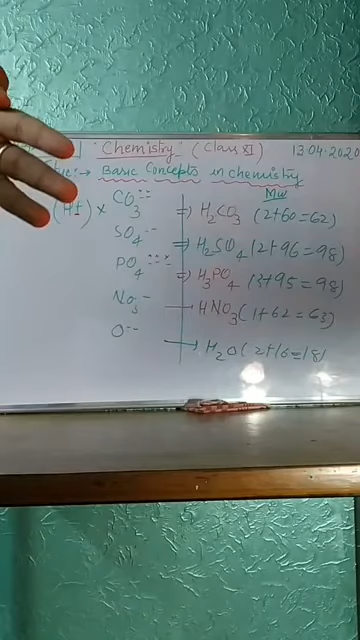 Chemistry: (Class XI) 13.04.2020
Basic Concepts in chemistry
Mw
(H+) × CO3-- => H2CO3 (2+60=62)
SO4-- => H2SO4 (2+96=98)
PO4--- => H3PO4 (3+95=98)
No3- → HNO3 (1+62=63)
O-- → H2O (2+16=18)